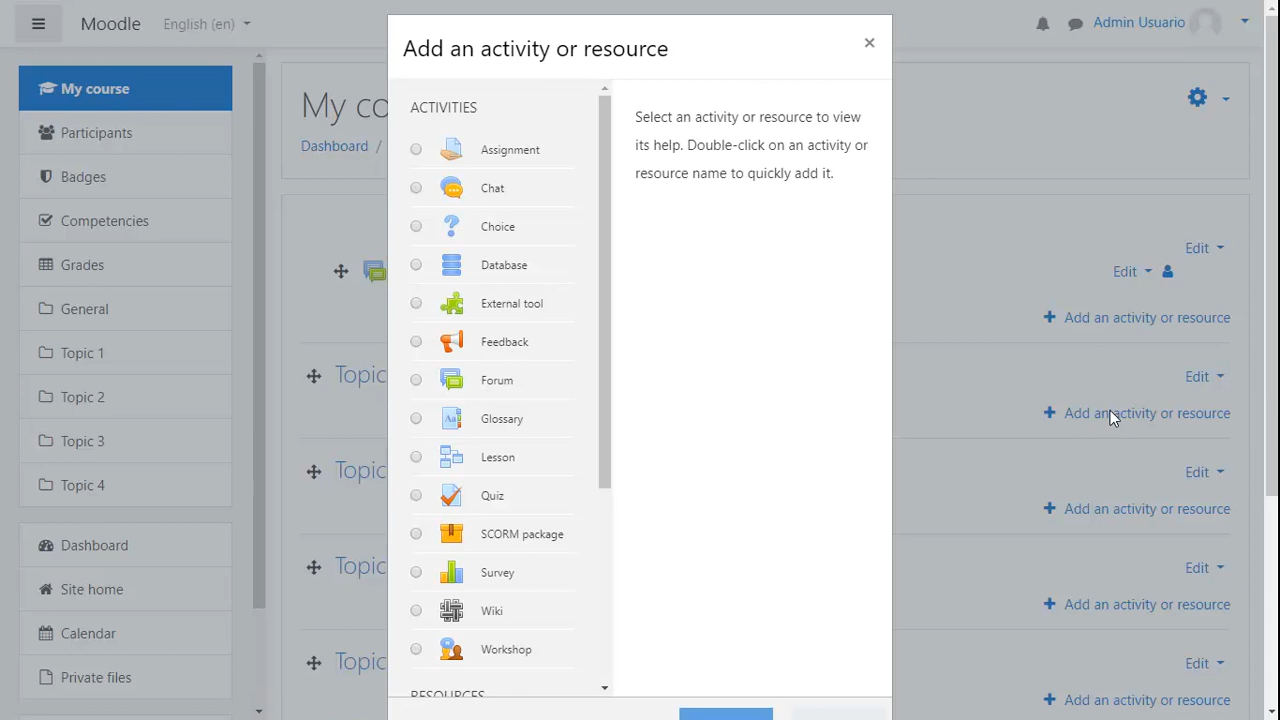 Moodle
English (en)
Admin Usuario
My course
Participants
Badges
Competencies
Grades
General
Topic 1
Topic 2
Topic 3
Topic 4
Dashboard
Site home
Calendar
Private files
My co
Dashboard /
Edit
Edit
+ Add an activity or resource
Topic
Edit
+ Add an activity or resource
Topic
Edit
+ Add an activity or resource
Topic
Edit
+ Add an activity or resource
Topic
Edit
+ Add an activity or resource
Add an activity or resource
×
ACTIVITIES
Assignment
Chat
Choice
Database
External tool
Feedback
Forum
Glossary
Lesson
Quiz
SCORM package
Survey
Wiki
Workshop
RESOURCES
Select an activity or resource to view
its help. Double-click on an activity or
resource name to quickly add it.